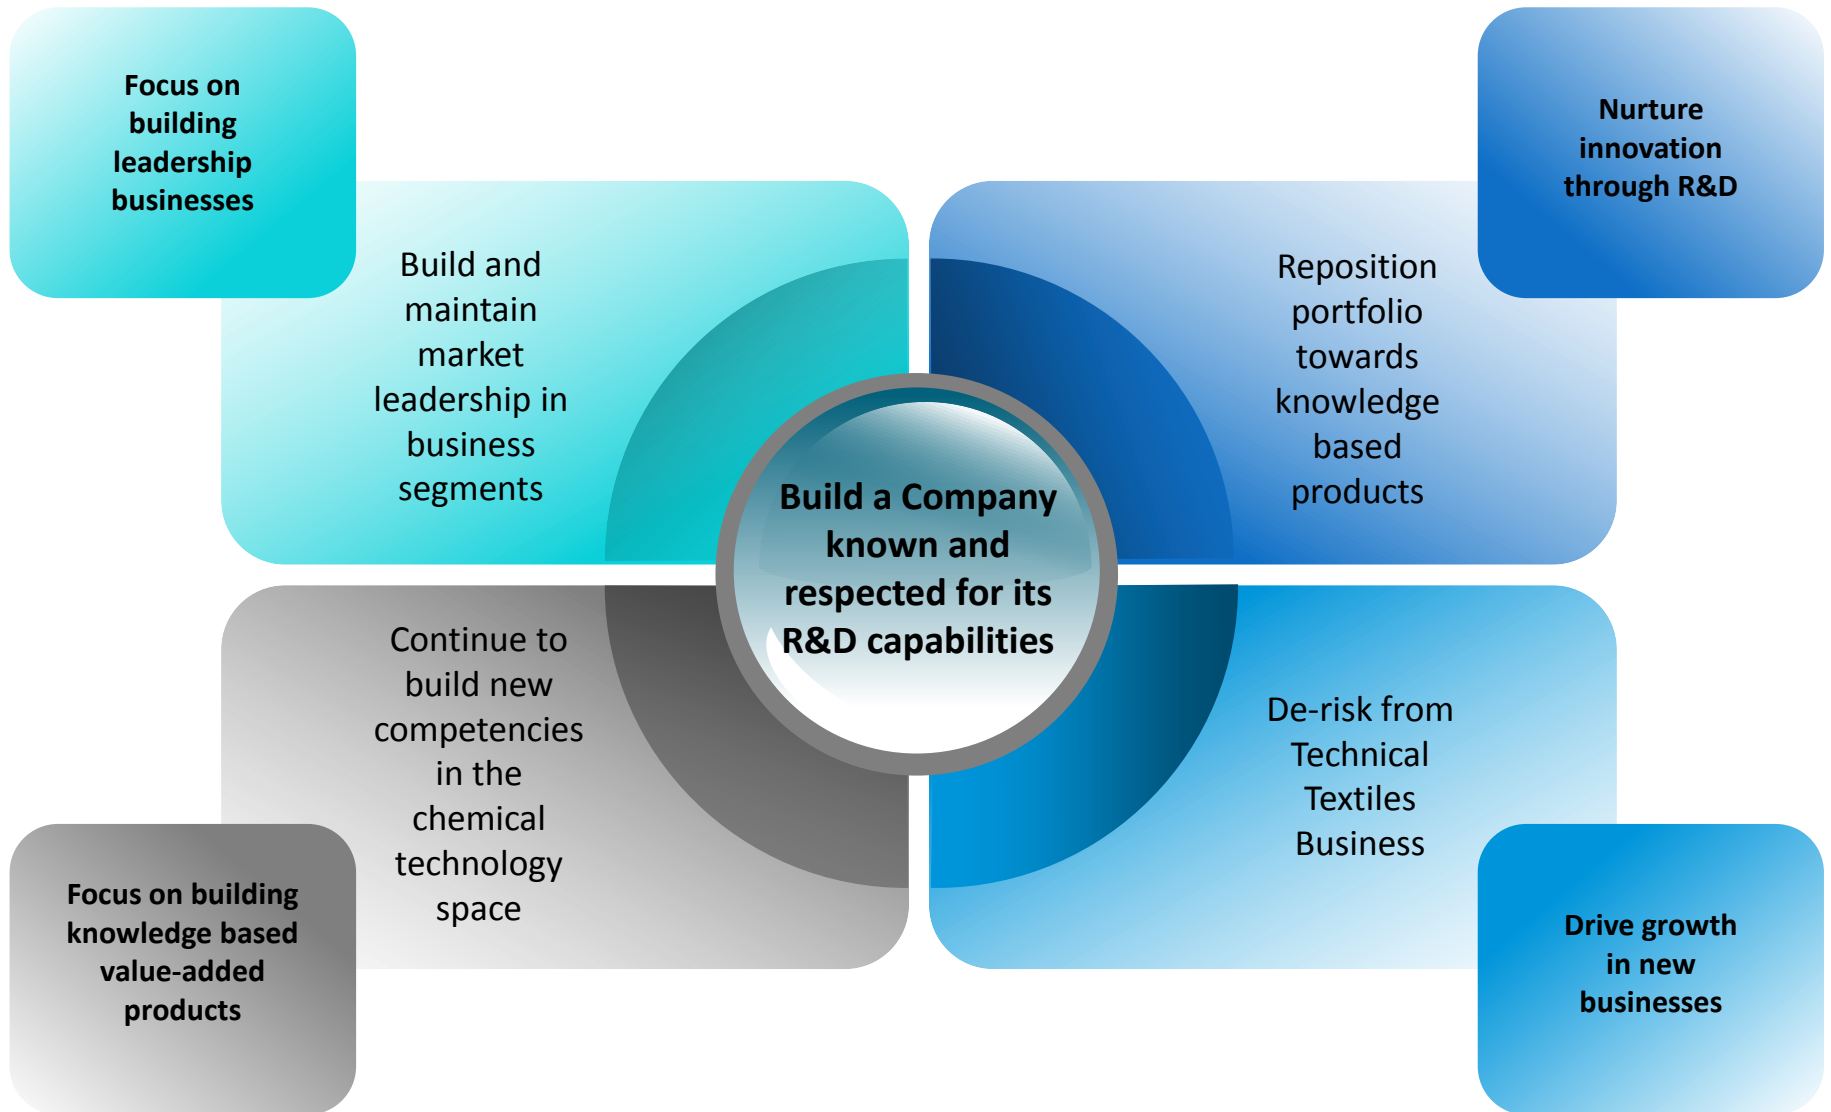 Focus on
building
leadership
businesses
Build and
maintain
market
leadership in
business
segments
Nurture
innovation
through R&D
Reposition
portfolio
towards
knowledge
based
products
Build a Company
known and
respected for its
R&D capabilities
Continue to
build new
competencies
in the
chemical
technology
space
Focus on building
knowledge based
value-added
products
De-risk from
Technical
Textiles
Business
Drive growth
in new
businesses